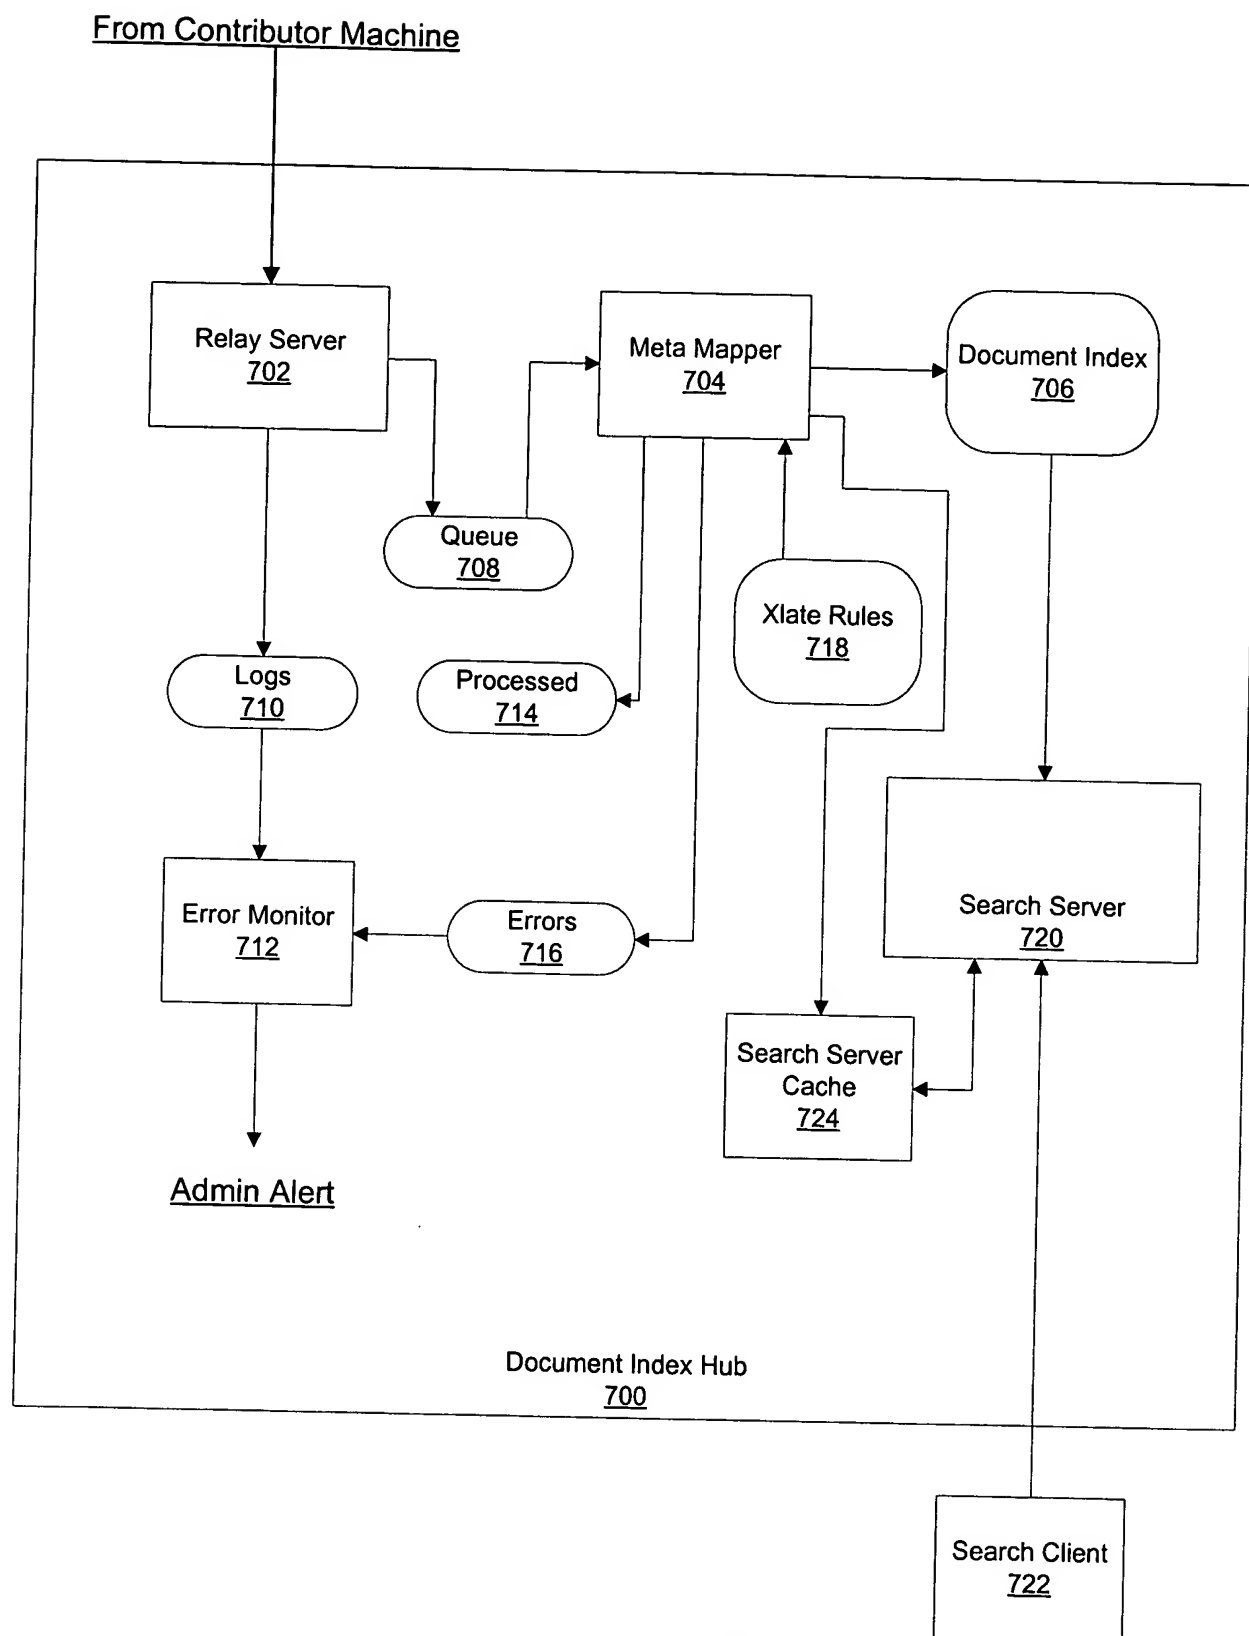 From Contributor Machine
Relay Server
702
Meta Mapper
704
Document Index
706
Queue
708
Xlate Rules
718
Logs
710
Processed
714
Error Monitor
712
Errors
716
Search Server
720
Search Server
Cache
724
Admin Alert
Document Index Hub
700
Search Client
722